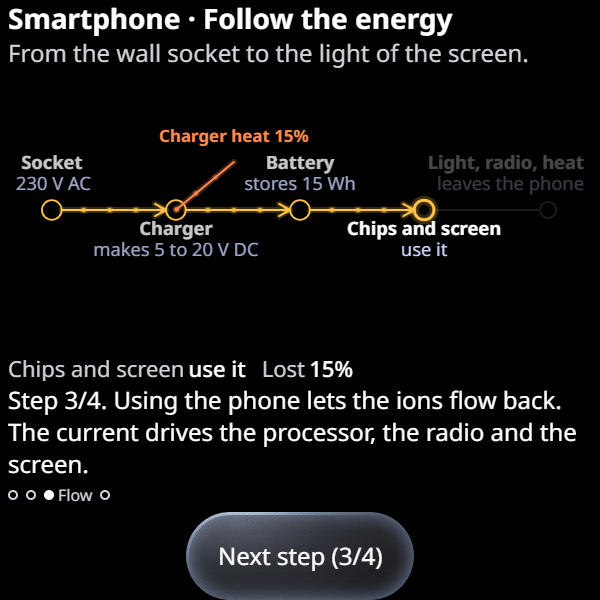 Smartphone · Follow the energy
From the wall socket to the light of the screen.
Charger heat 15%
Socket
230 V AC
Battery
stores 15 Wh
Light, radio, heat
leaves the phone
Charger
makes 5 to 20 V DC
Chips and screen
use it
Chips and screen use it Lost 15%
Step 3/4. Using the phone lets the ions flow back.
The current drives the processor, the radio and the
screen.
Flow
Next step (3/4)